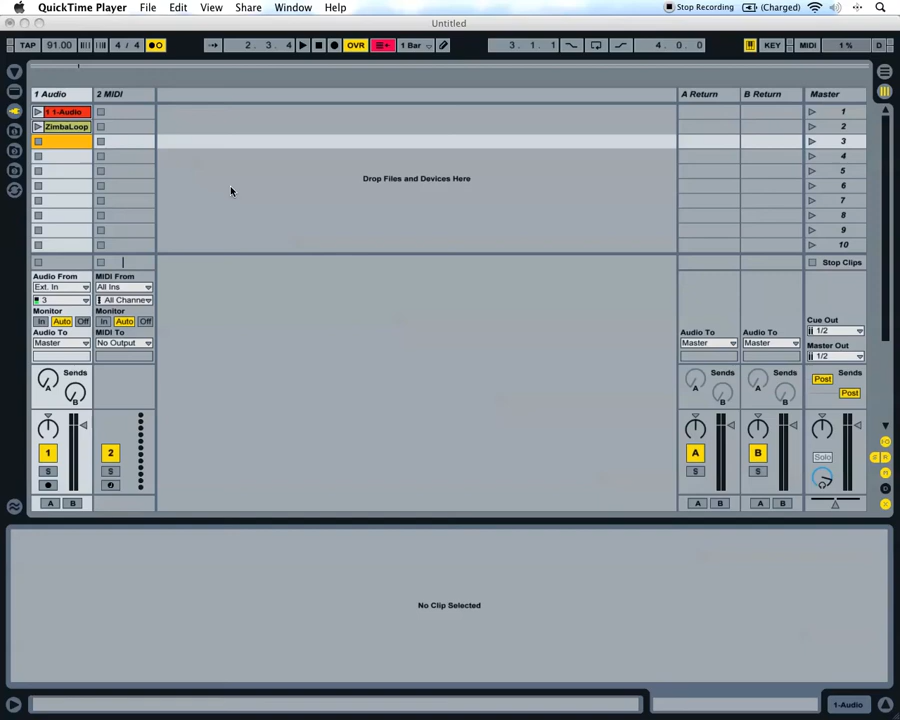 QuickTime Player File Edit View Share Window Help Stop Recording (Charged)
Untitled
TAP 91.00 4 / 4 2. 3. 4 OVR 1 Bar 3. 1. 1 4. 0. 0 KEY MIDI 1 % D
1 Audio 2 MIDI A Return B Return Master
1 1-Audio 1
ZimbaLoop 2
3
4
Drop Files and Devices Here
5
6
7
8
9
10
Stop Clips
Audio From MIDI From
Ext. In All Ins
3 All Channe
Monitor Monitor
In Auto Off In Auto Off
Audio To MIDI To Audio To Audio To
Master No Output Master Master
Cue Out
1/2
Master Out
1/2
Sends Sends Sends Sends
A B A B A B Post Post
1 2 A B Solo
S S S S
A B A B A B
No Clip Selected
1-Audio